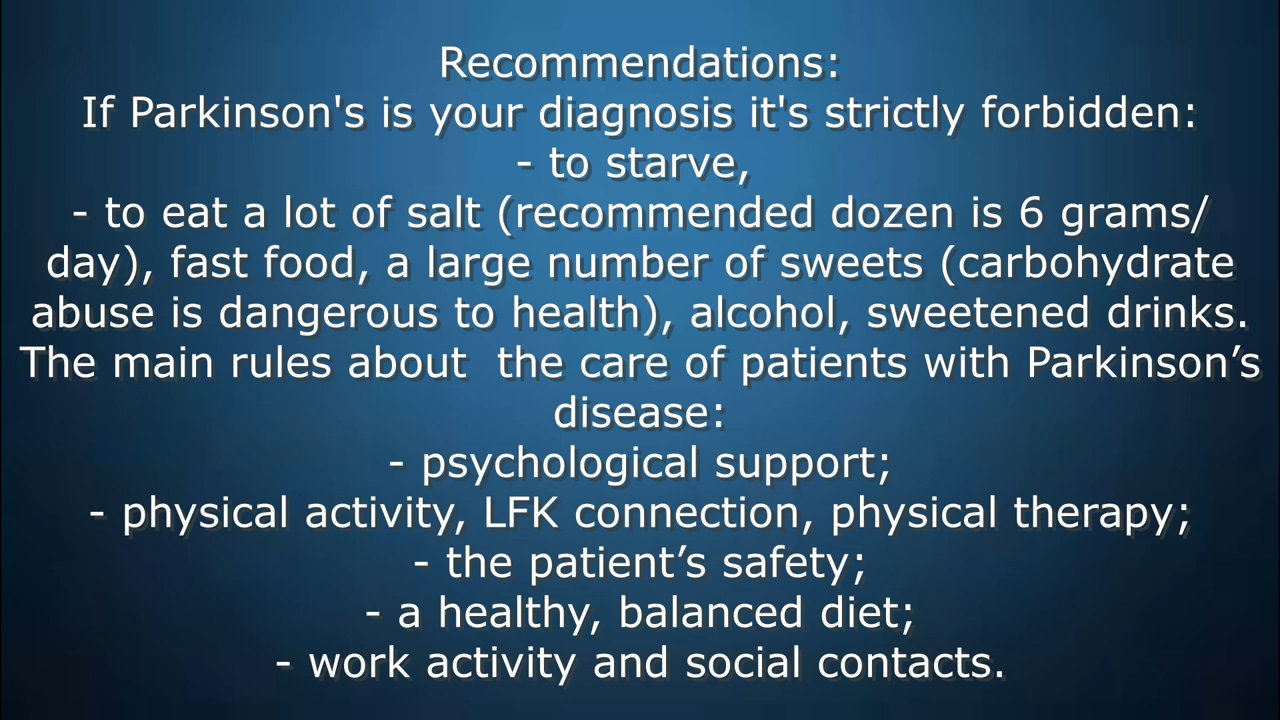 Recommendations:
If Parkinson's is your diagnosis it's strictly forbidden:
- to starve,
- to eat a lot of salt (recommended dozen is 6 grams/
day), fast food, a large number of sweets (carbohydrate
abuse is dangerous to health), alcohol, sweetened drinks.
The main rules about  the care of patients with Parkinson’s
disease:
- psychological support;
- physical activity, LFK connection, physical therapy;
- the patient’s safety;
- a healthy, balanced diet;
- work activity and social contacts.